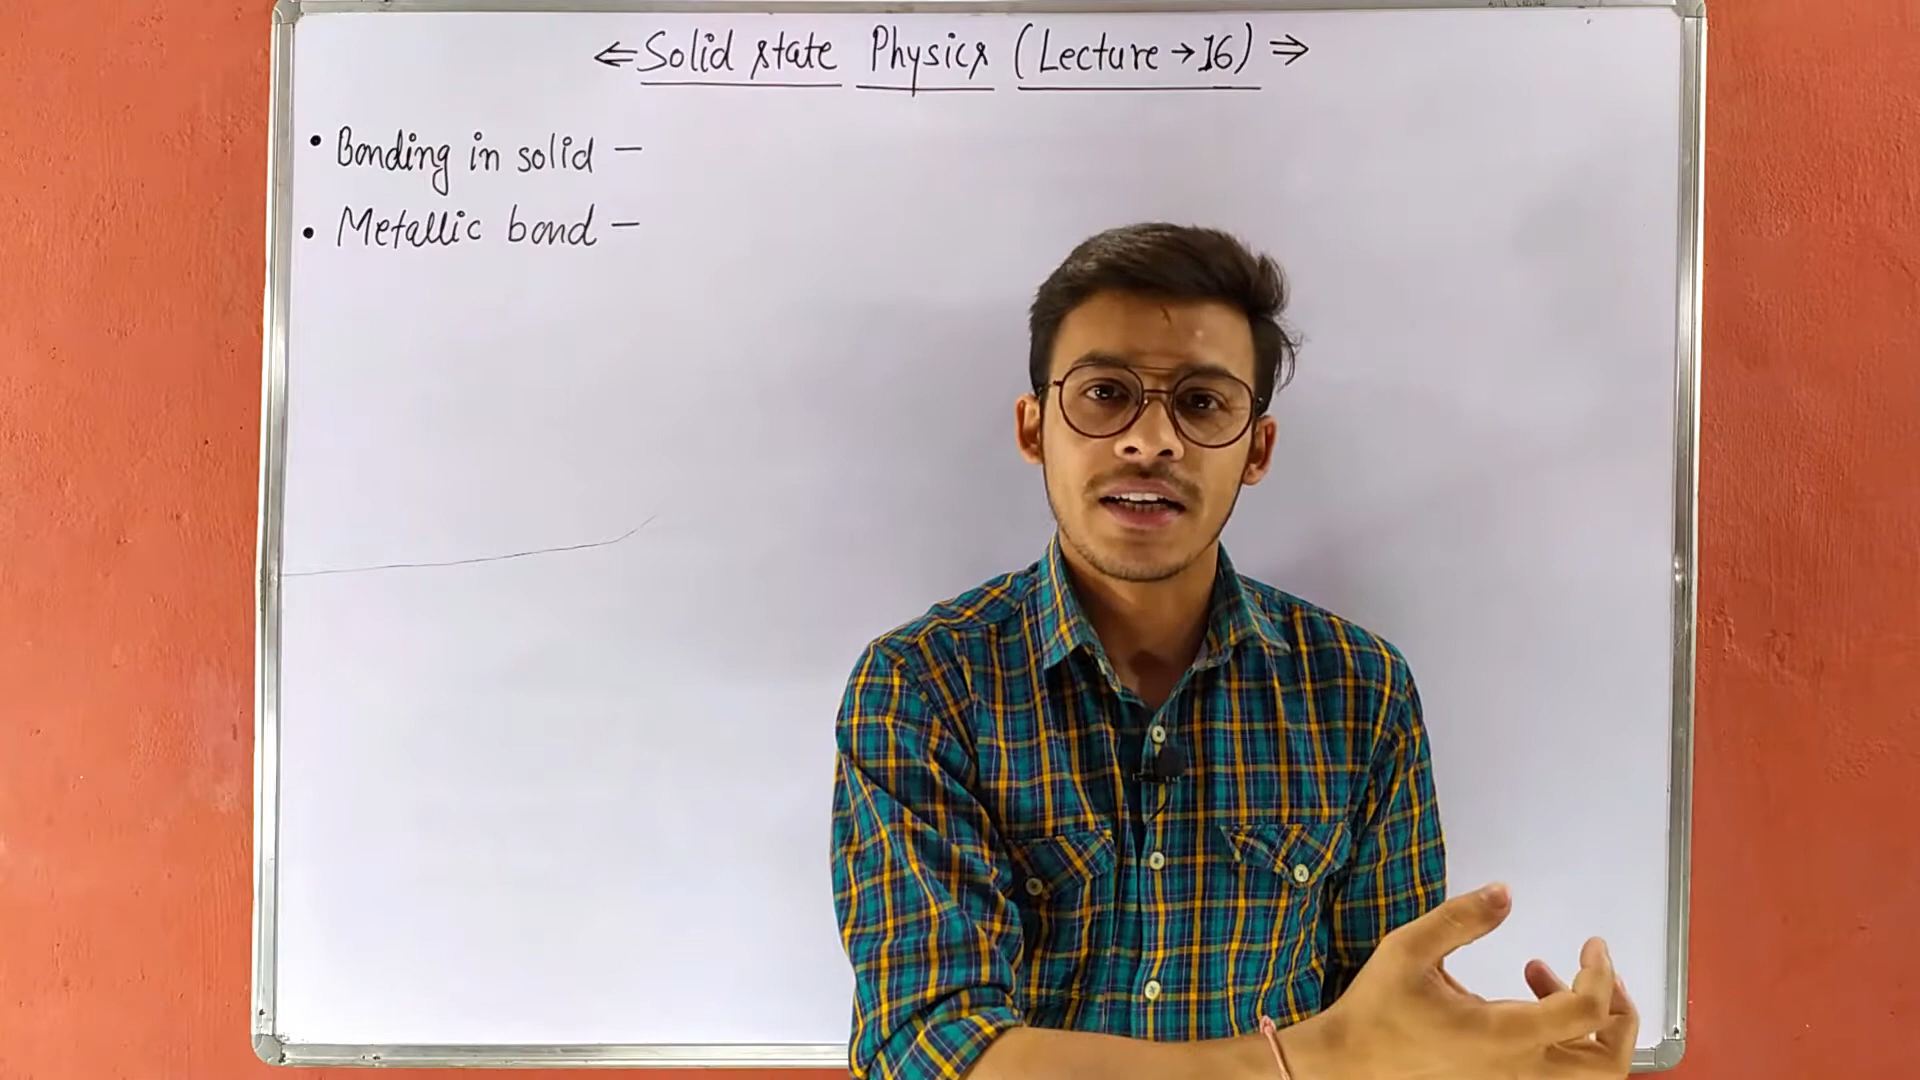 ⇐ Solid state Physics (Lecture → 16) ⇒
• Bonding in solid –
• Metallic bond –